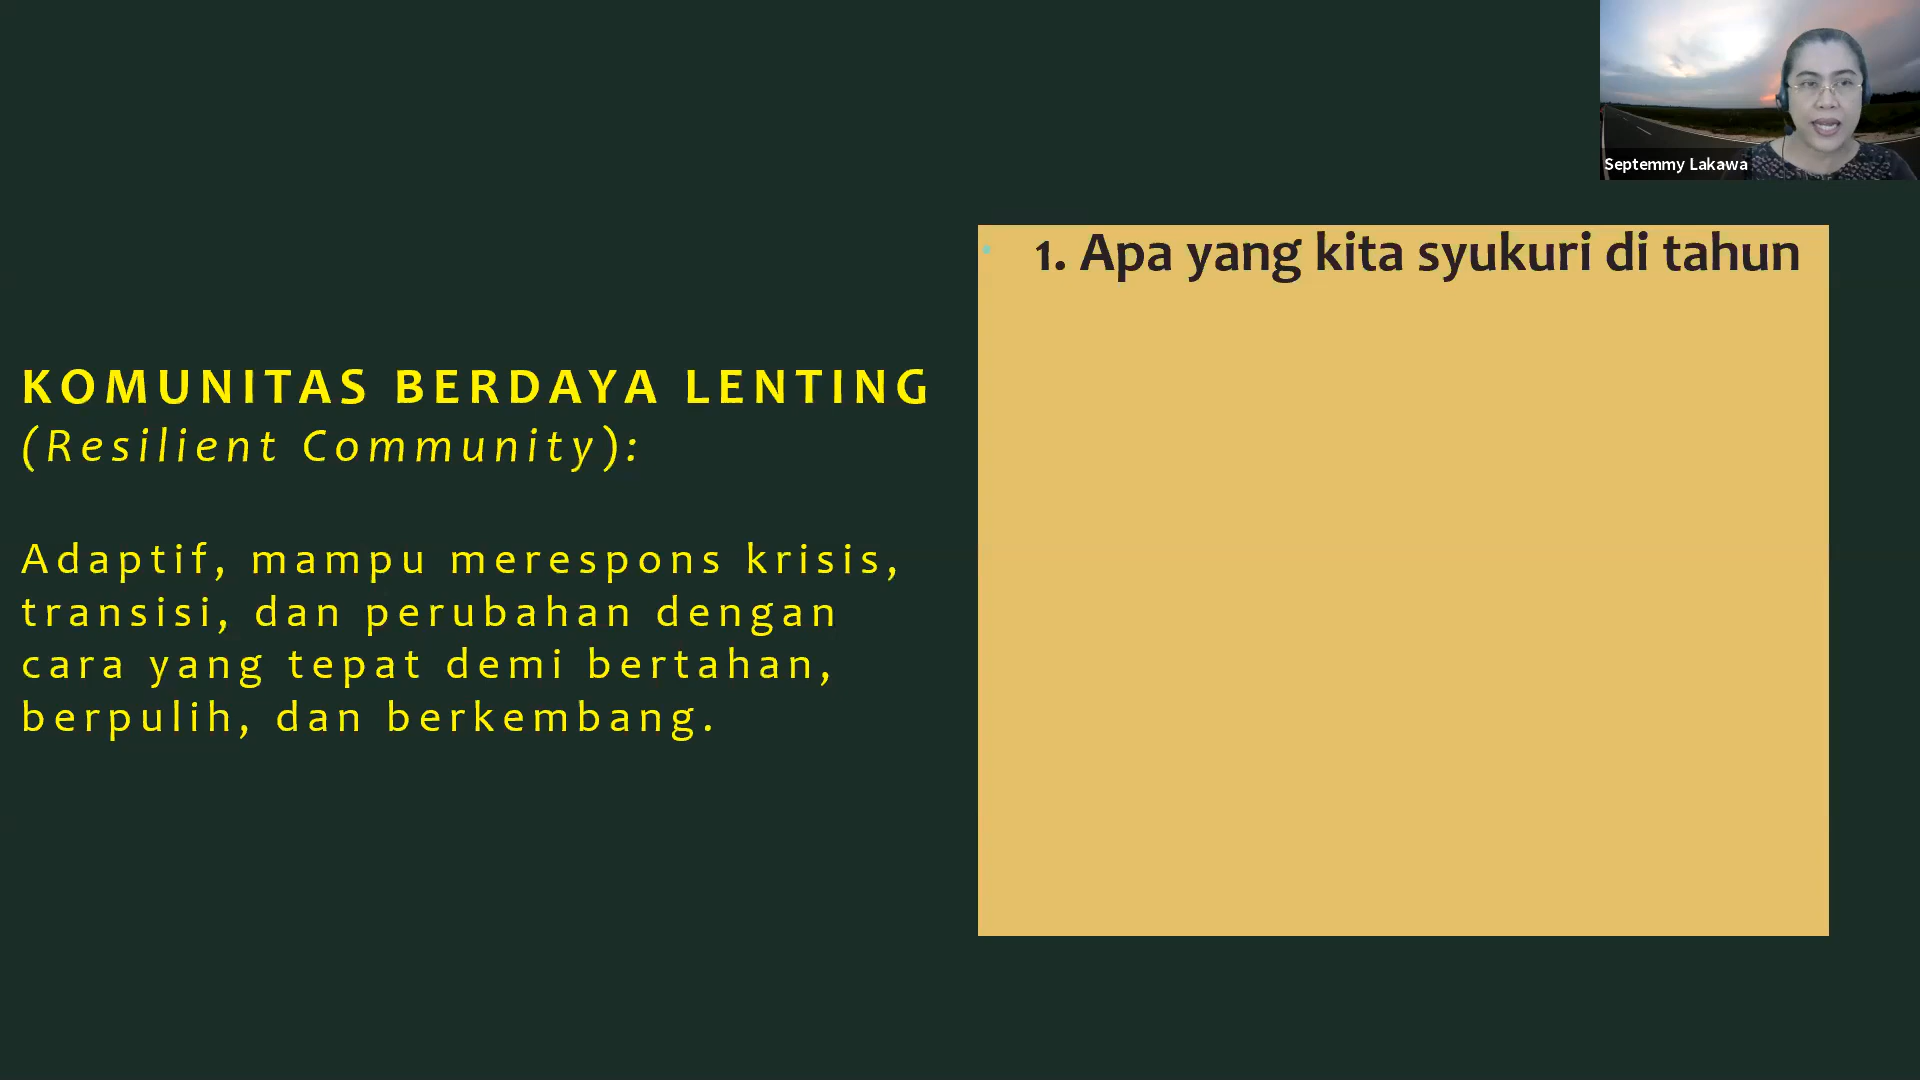 Septemmy Lakawa
KOMUNITAS BERDAYA LENTING
(Resilient Community):
Adaptif, mampu merespons krisis,
transisi, dan perubahan dengan
cara yang tepat demi bertahan,
berpulih, dan berkembang.
1. Apa yang kita syukuri di tahun